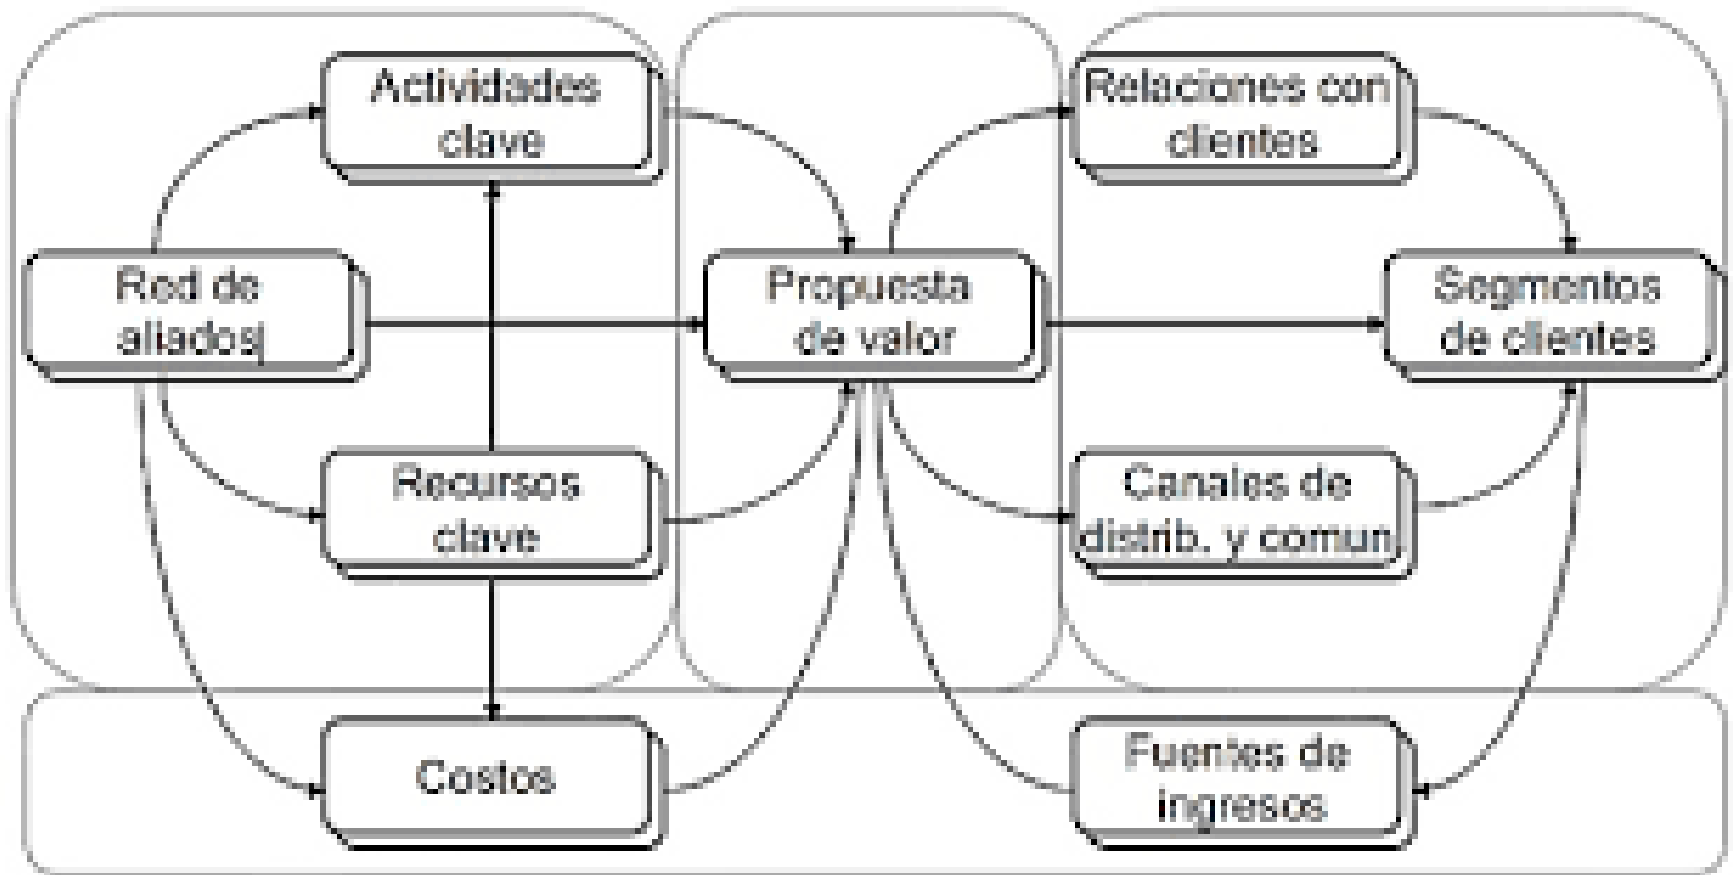 Actividades
clave
Relaciones con
clientes
Red de
aliados
Propuesta
de valor
Segmentos
de clientes
Recursos
clave
Canales de
distrib. y comun.
Costos
Fuentes de
ingresos